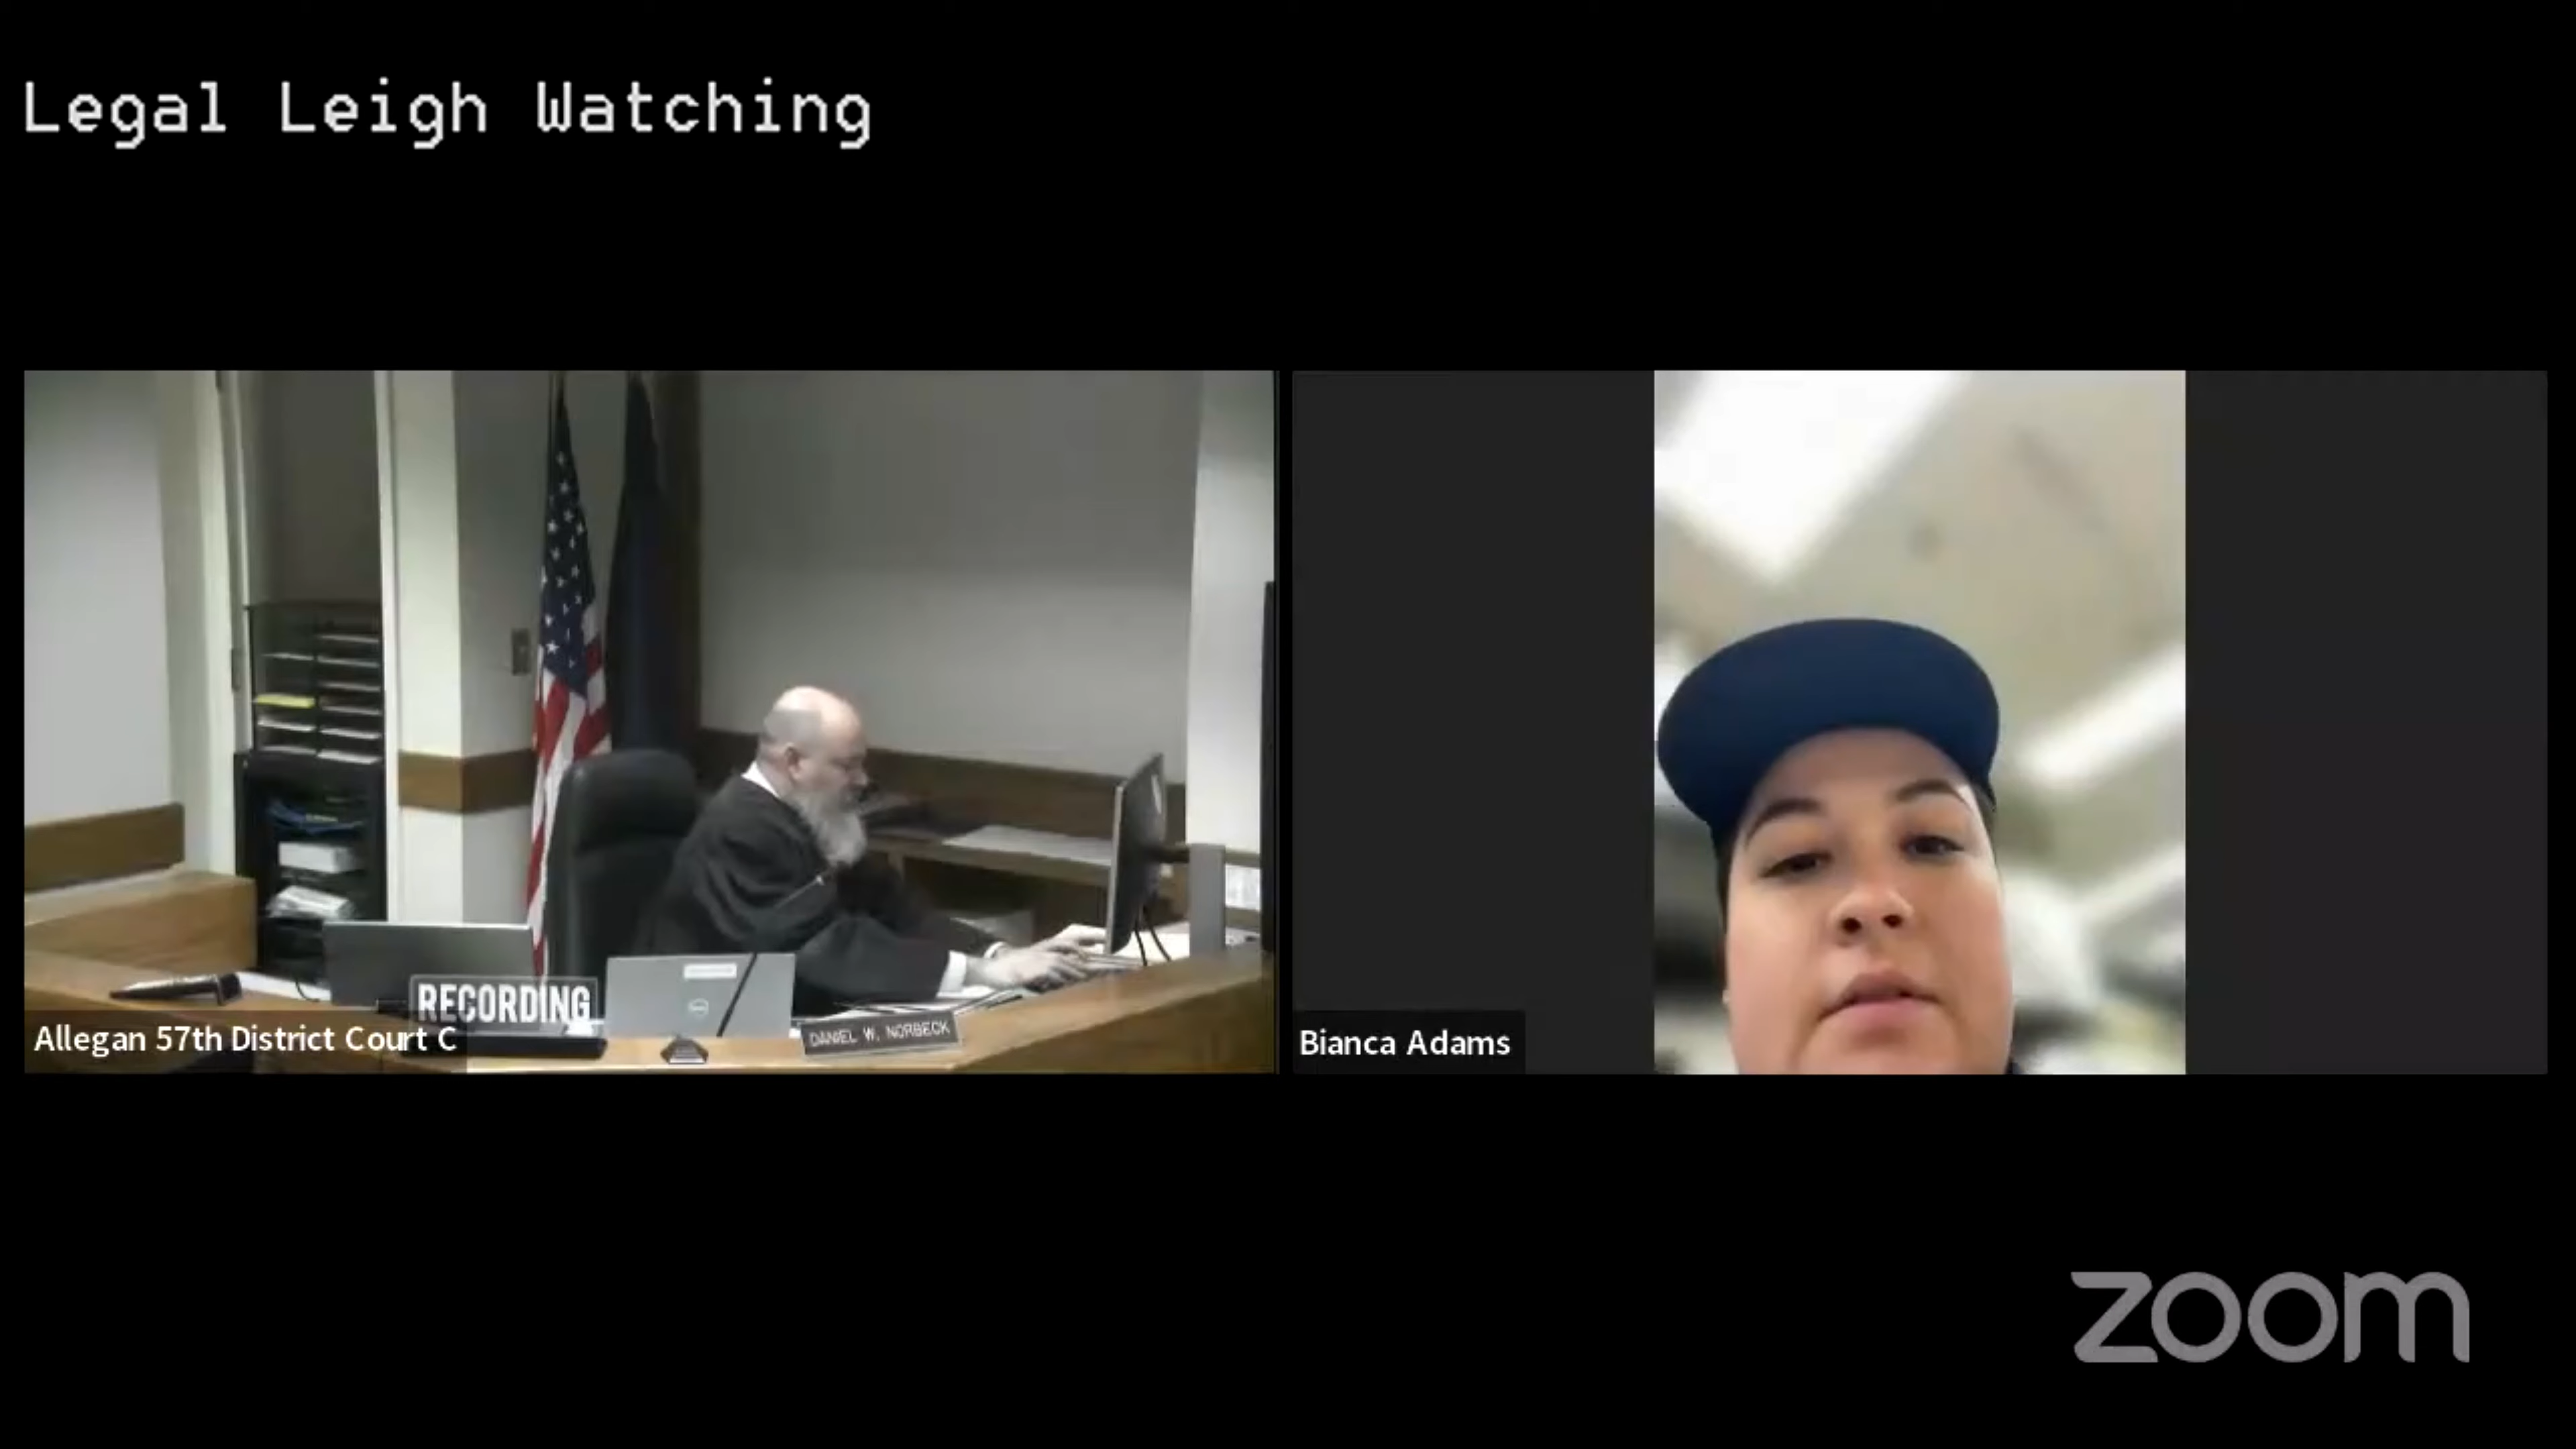 Legal Leigh Watching
RECORDING
Allegan 57th District Court C
DANIEL W. NORBECK
Bianca Adams
zoom